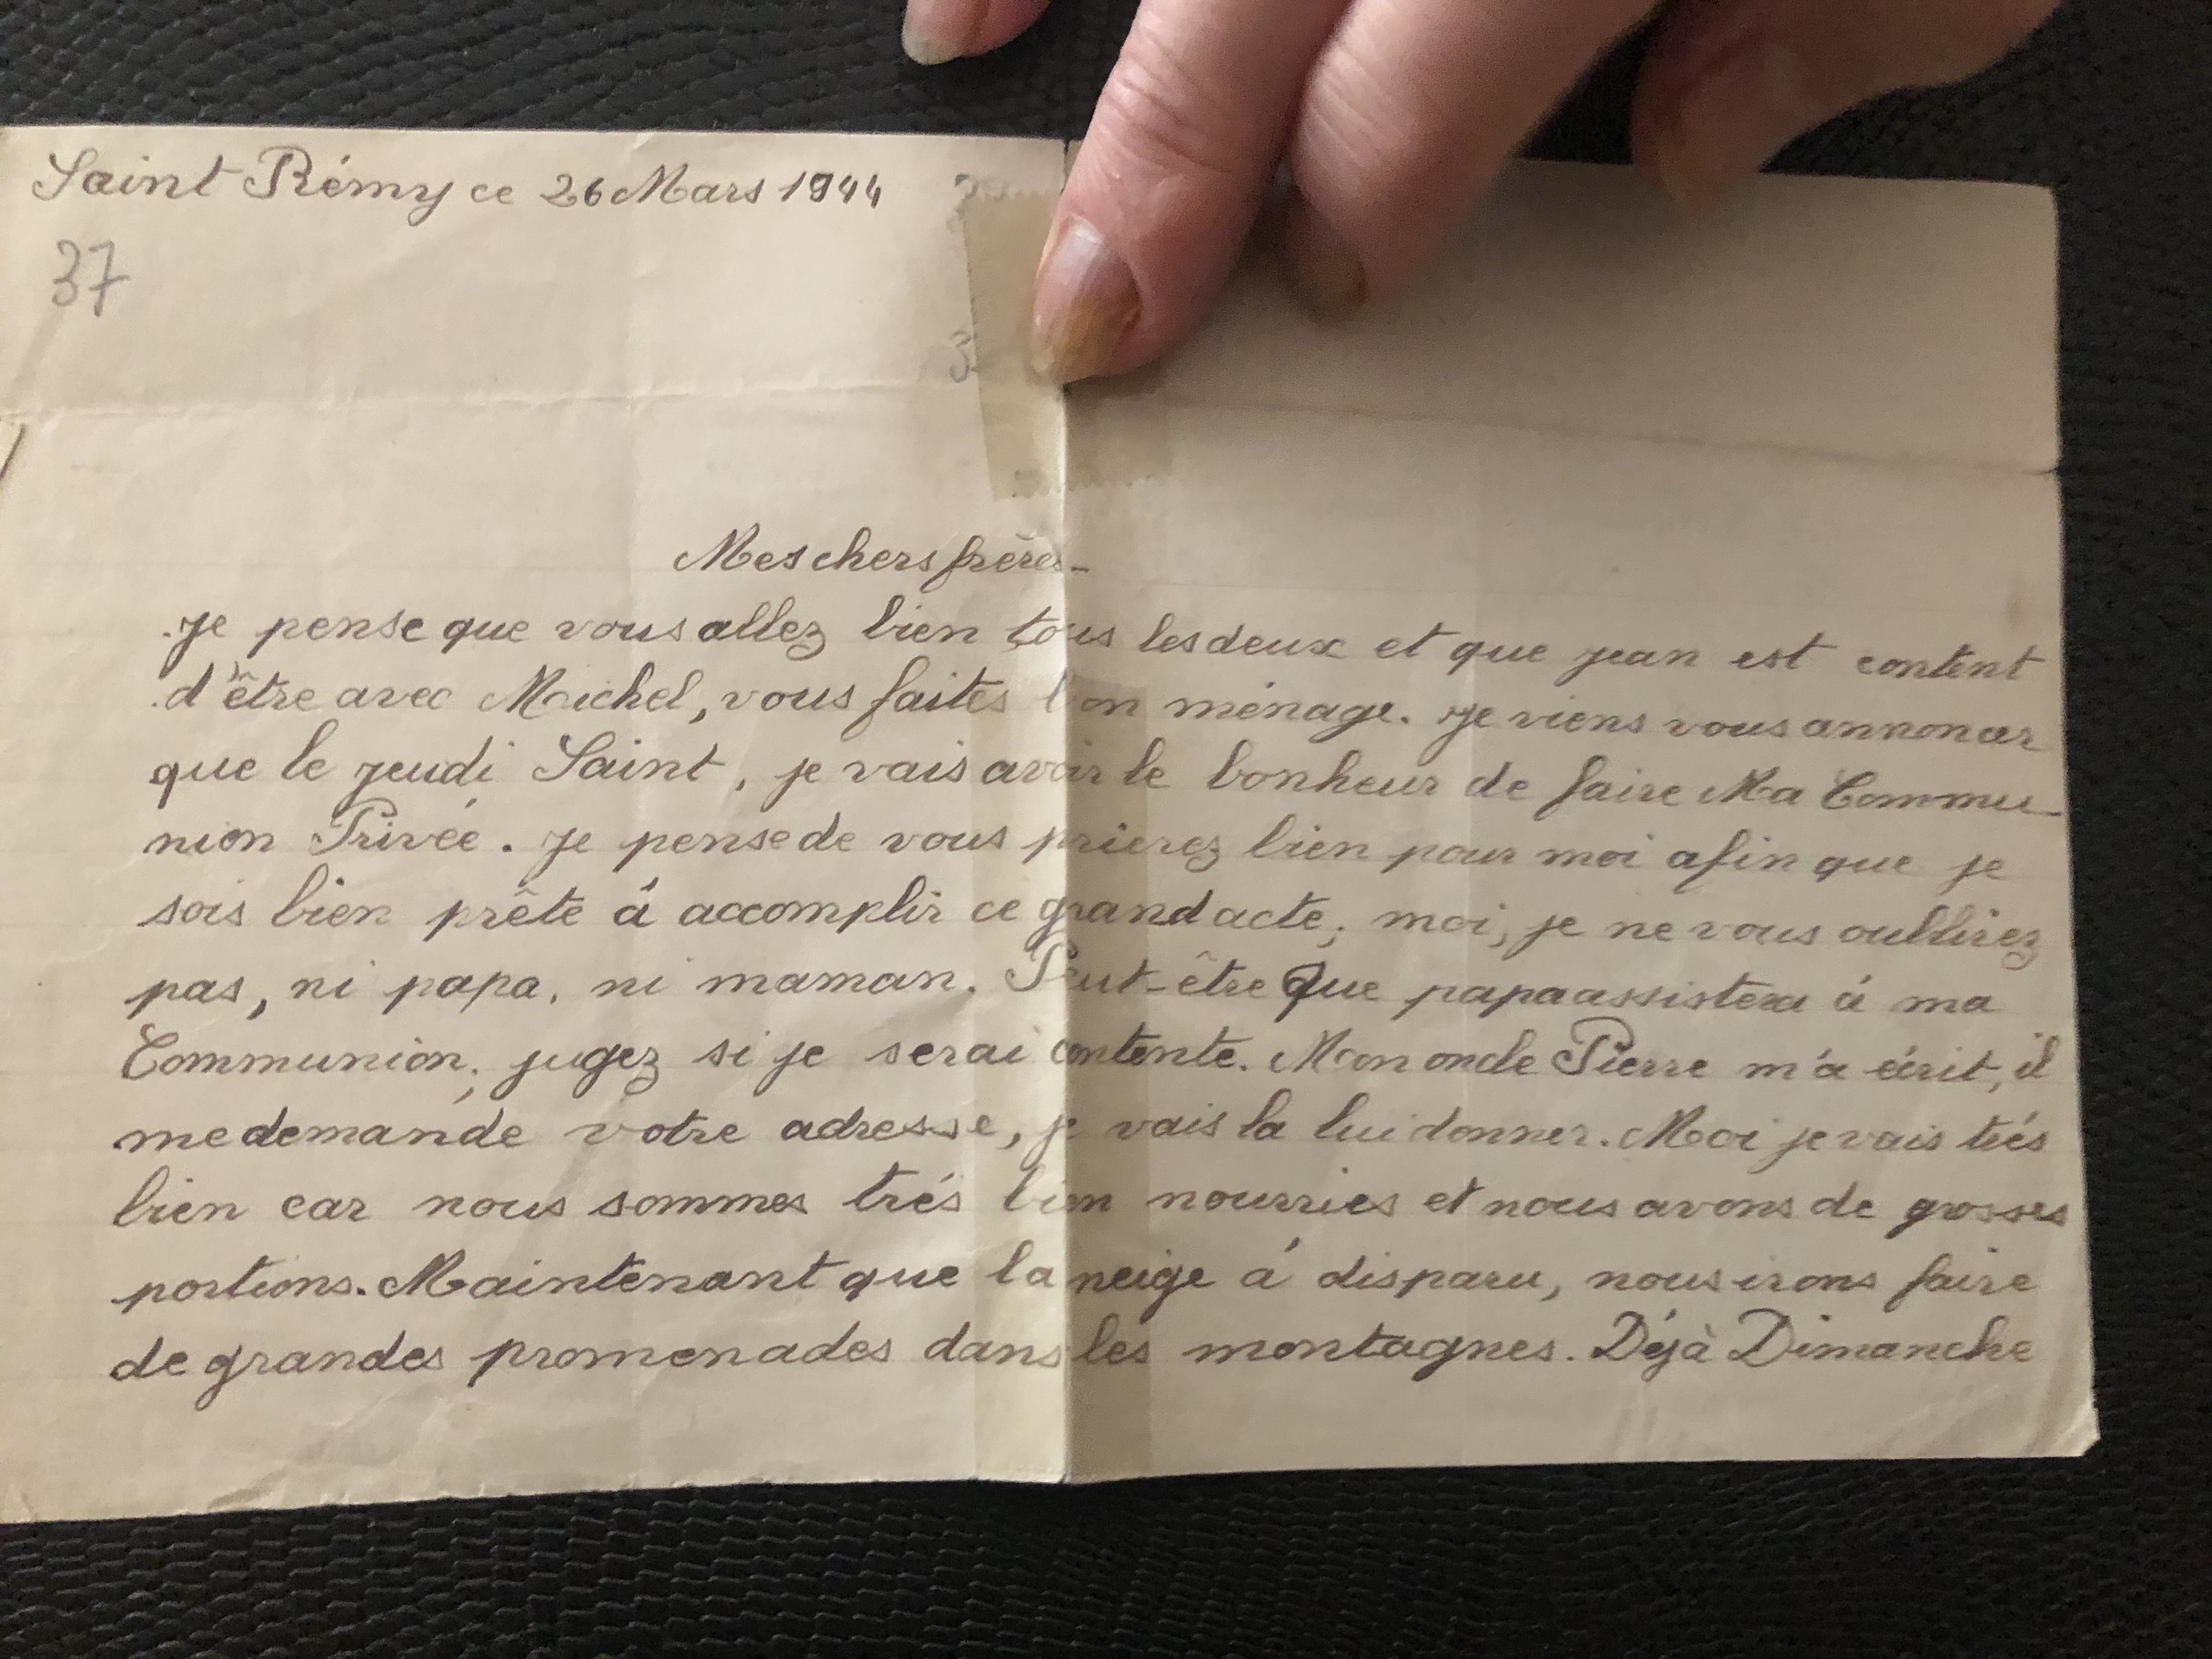 Saint Rémy ce 26 Mars 1944
37
3
Mes chers frères-
Je pense que vous allez bien tous les deux et que jean est content
d'être avec Michel, vous faites bon ménage. Je viens vous annoncer
que le jeudi Saint, je vais avoir le bonheur de faire Ma Commu-
nion Privée. Je pense de vous prierez bien pour moi afin que je
sois bien prête á accomplir ce grand acte; moi, je ne vous oublirez
pas, ni papa, ni maman. Peut-être Que papa assistera á ma
Communion; jugez si je serai contente. Mon oncle Pierre m'a écrit, il
me demande votre adresse, je vais la lui donner. Moi je vais trés
bien car nous sommes trés bien nourries et nous avons de grosses
portions. Maintenant que la neige á disparu, nous irons faire
de grandes promenades dans les montagnes. Déjà Dimanche